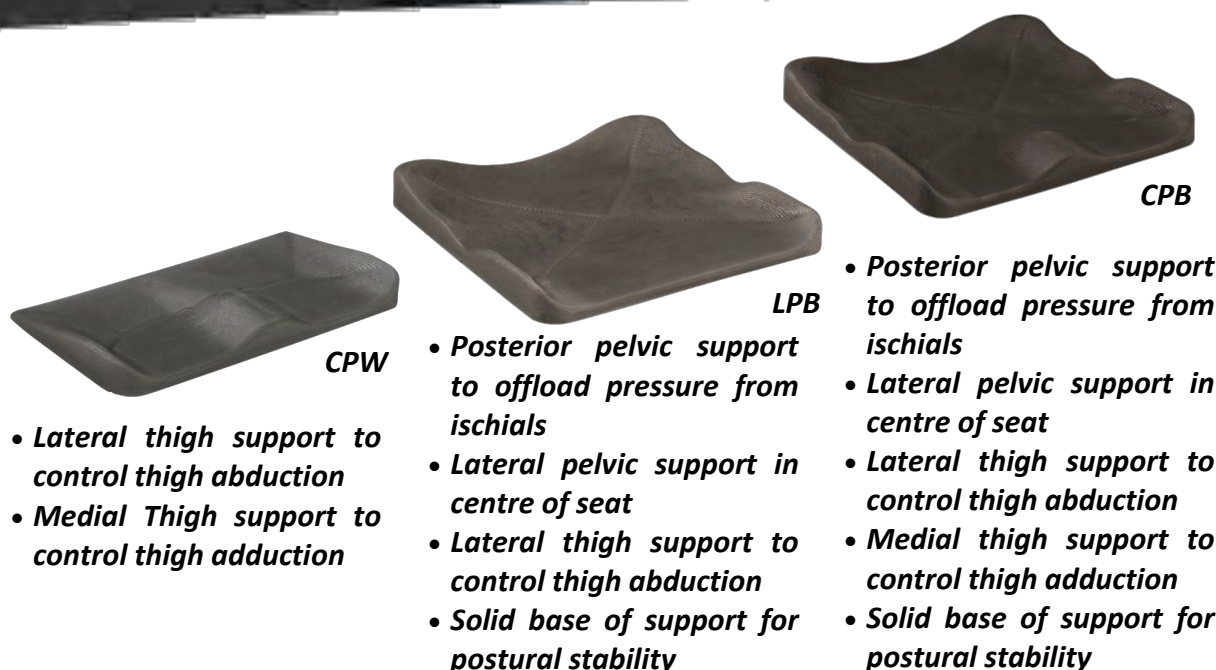 CPW
• Lateral thigh support to
control thigh abduction
• Medial Thigh support to
control thigh adduction
LPB
• Posterior pelvic support
to offload pressure from
ischials
• Lateral pelvic support in
centre of seat
• Lateral thigh support to
control thigh abduction
• Solid base of support for
postural stability
CPB
• Posterior pelvic support
to offload pressure from
ischials
• Lateral pelvic support in
centre of seat
• Lateral thigh support to
control thigh abduction
• Medial thigh support to
control thigh adduction
• Solid base of support for
postural stability